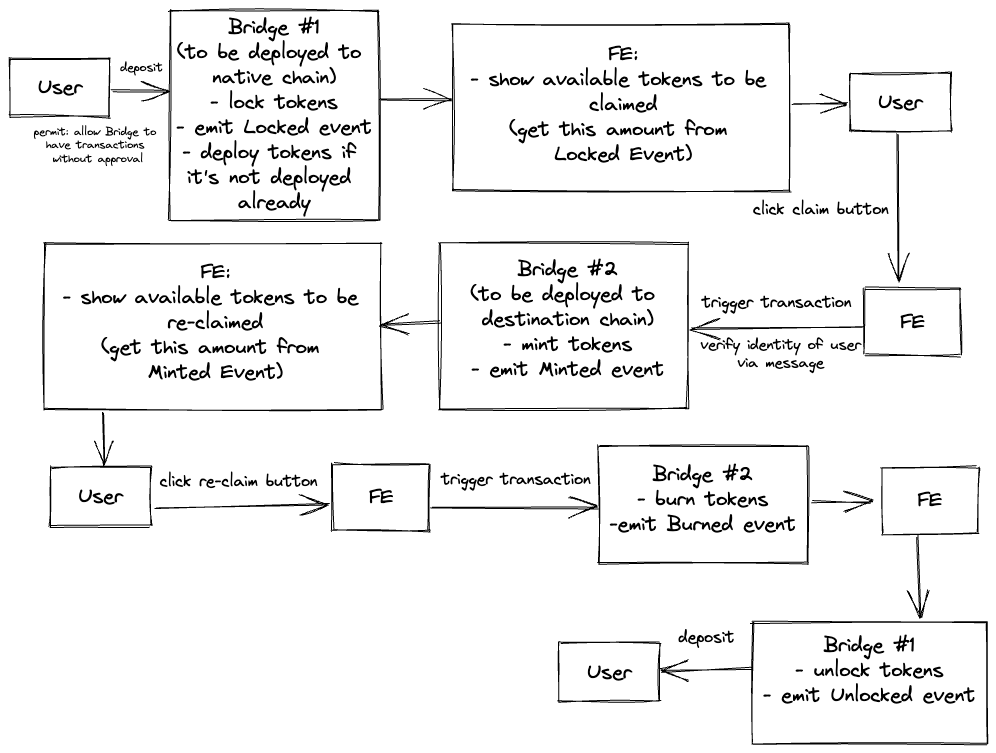 User
deposit
permit: allow Bridge to
have transactions
without approval
Bridge #1
(to be deployed to
native chain)
- lock tokens
- emit Locked event
- deploy tokens if
it's not deployed
already
FE:
- show available tokens to be
claimed
(get this amount from
Locked Event)
User
click claim button
FE
trigger transaction
verify identity of user
via message
Bridge #2
(to be deployed to
destination chain)
- mint tokens
- emit Minted event
FE:
- show available tokens to be
re-claimed
(get this amount from
Minted Event)
User
click re-claim button
FE
trigger transaction
Bridge #2
- burn tokens
-emit Burned event
FE
Bridge #1
- unlock tokens
- emit Unlocked event
deposit
User